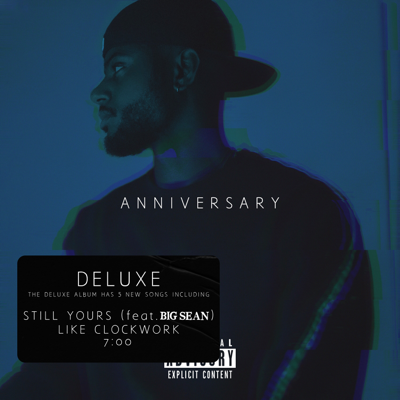 ANNIVERSARY
DELUXE
THE DELUXE ALBUM HAS 5 NEW SONGS INCLUDING
STILL YOURS (feat. BIG SEAN)
LIKE CLOCKWORK
7:00
EXPLICIT CONTENT